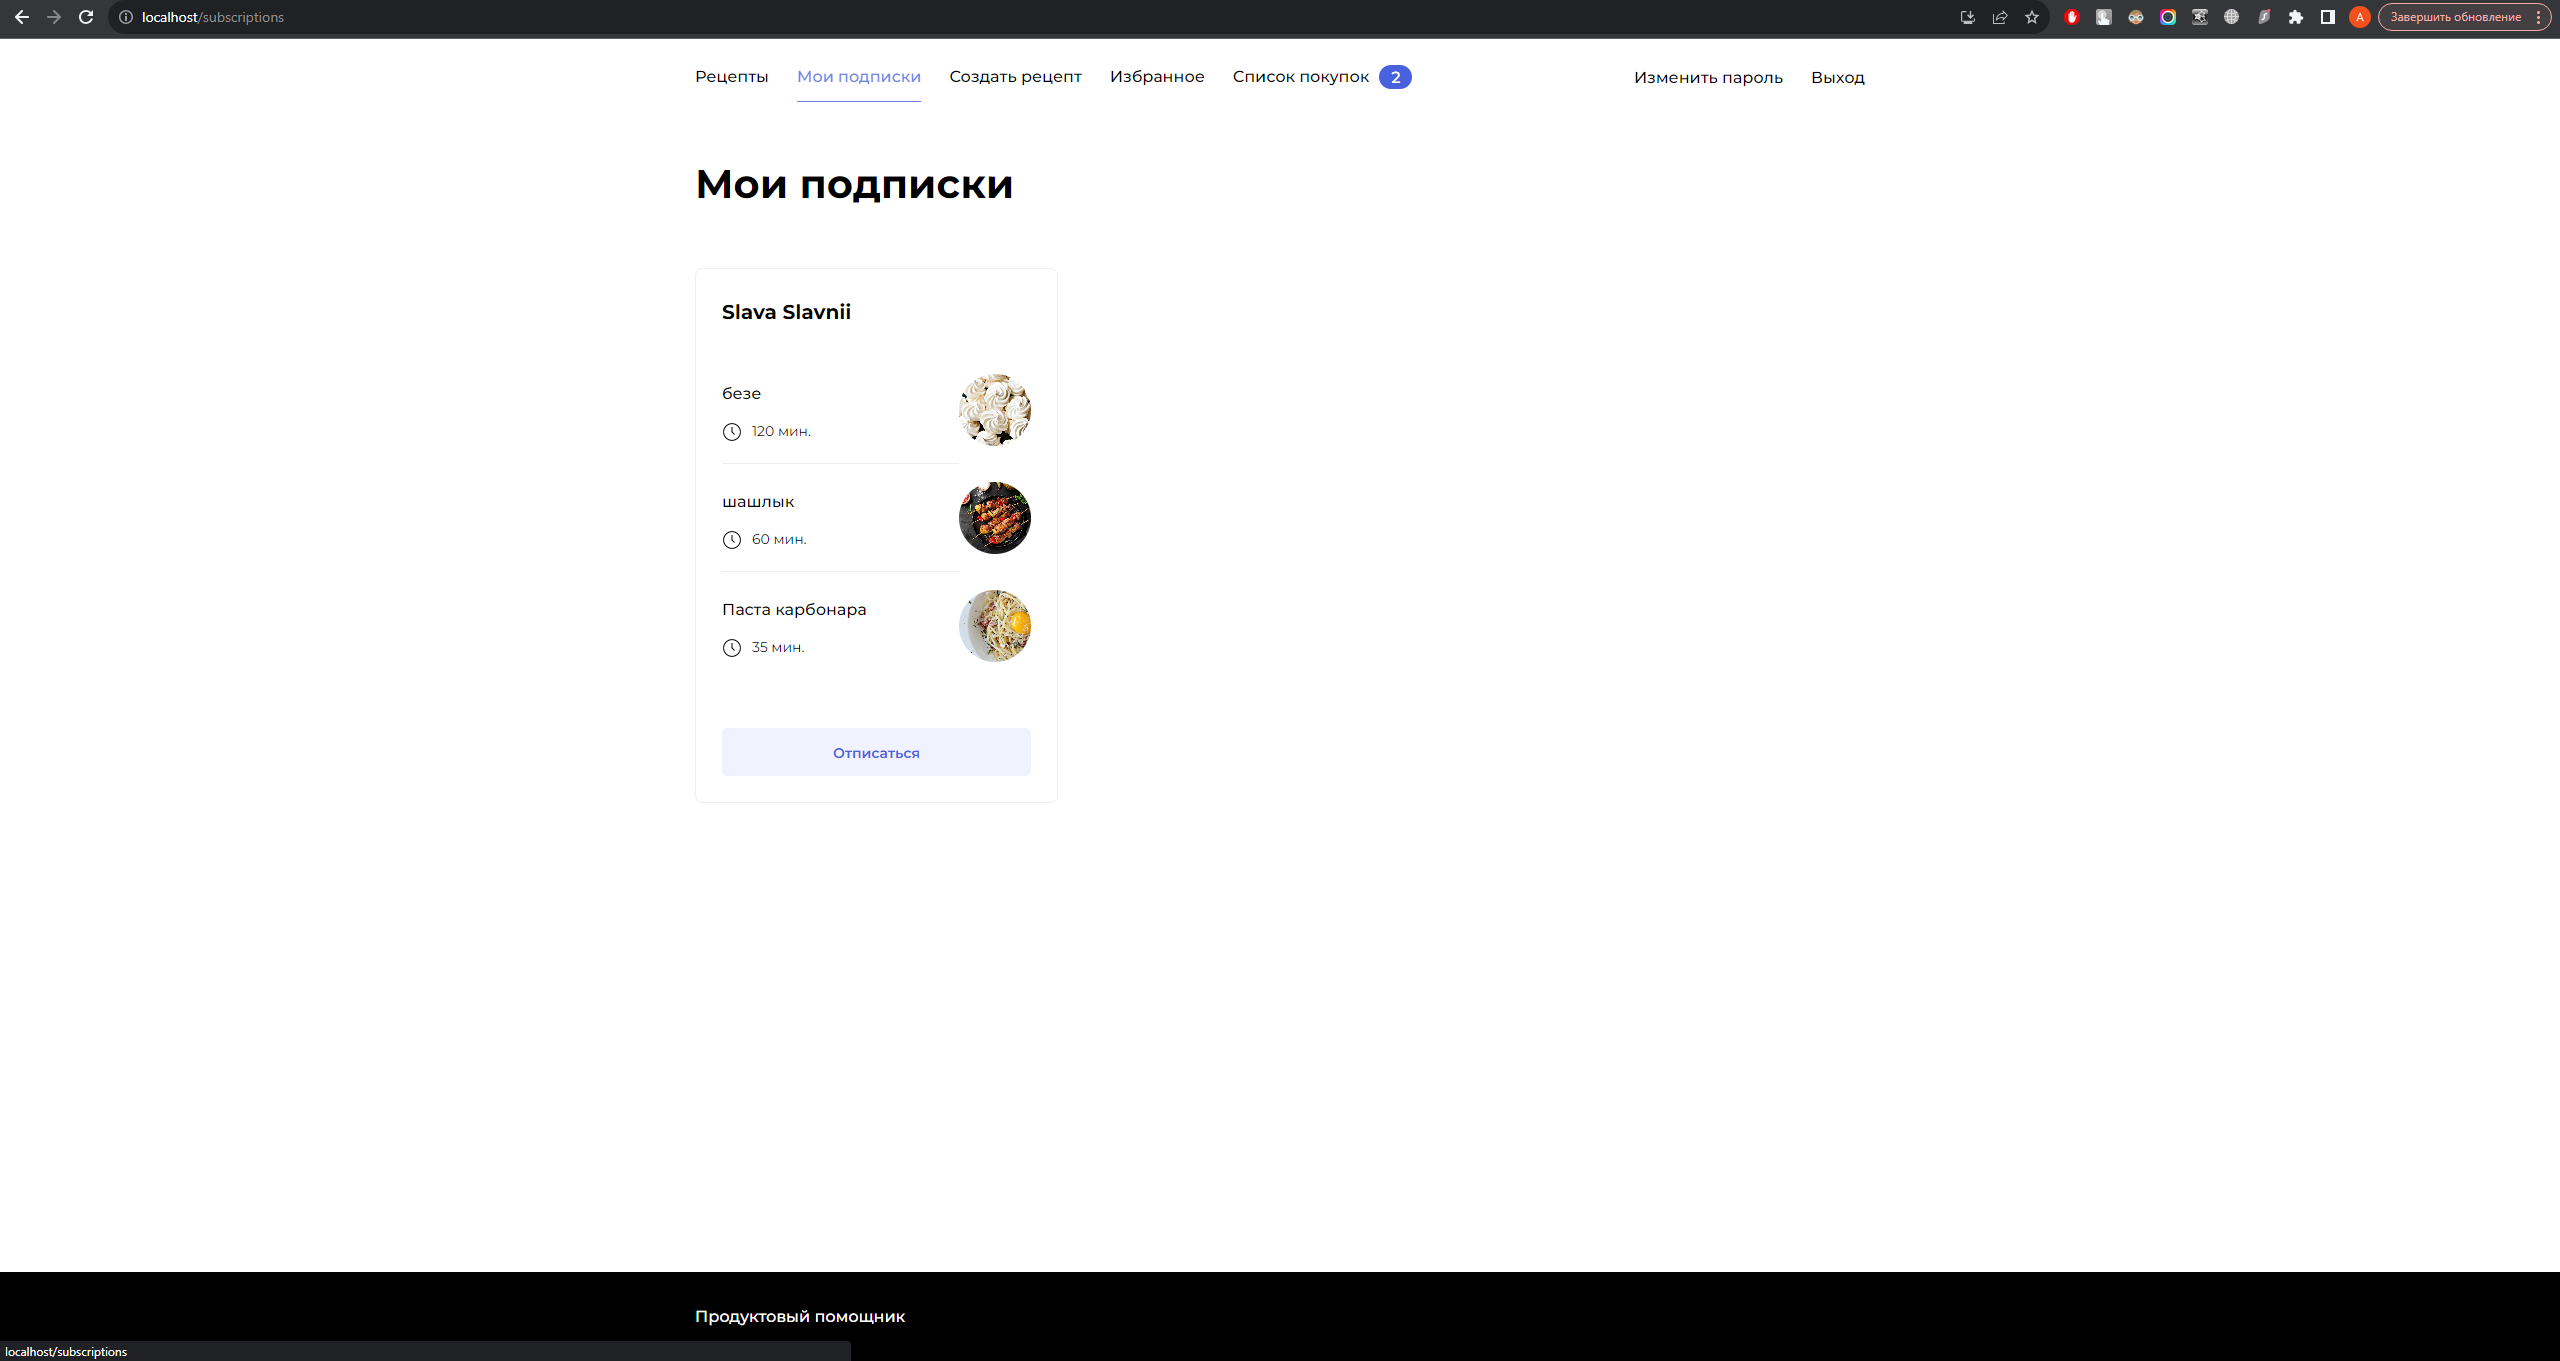 localhost/subscriptions
Завершить обновление
Рецепты Мои подписки Создать рецепт Избранное Список покупок 2 Изменить пароль Выход
Мои подписки
Slava Slavnii
безе
120 мин.
шашлык
60 мин.
Паста карбонара
35 мин.
Отписаться
Продуктовый помощник
localhost/subscriptions